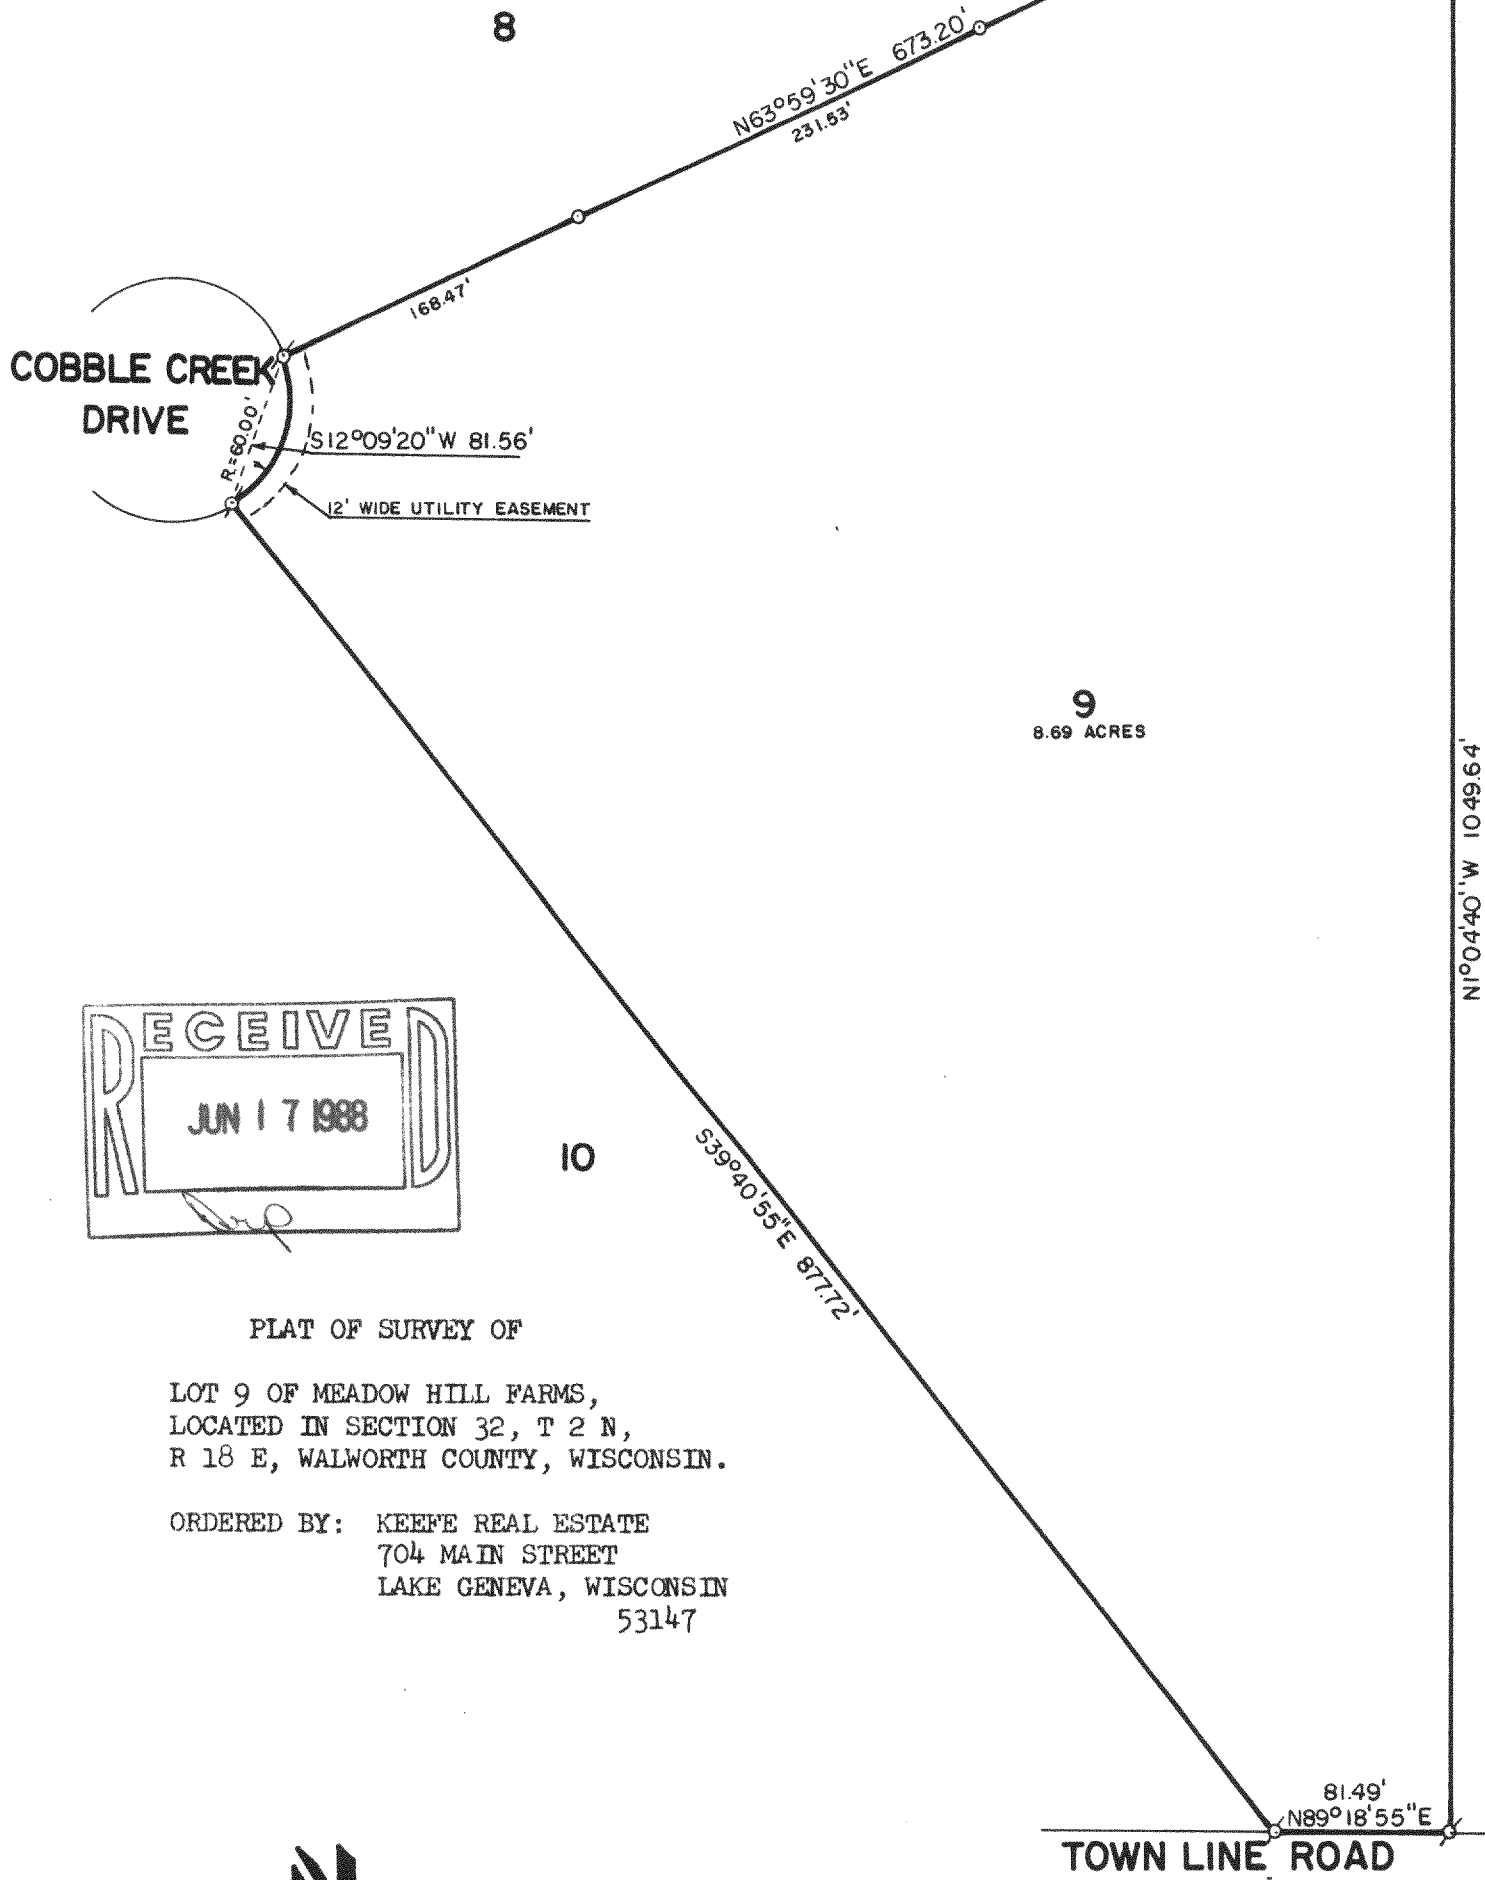 8
N63°59'30"E 673.20'
231.53'
168.47'
COBBLE CREEK
DRIVE
R=60.00'
S12°09'20"W 81.56'
12' WIDE UTILITY EASEMENT
9
8.69 ACRES
N1°04'40"W 1049.64'
RECEIVED
JUN 17 1988
10
S39°40'55"E 877.72'
PLAT OF SURVEY OF
LOT 9 OF MEADOW HILL FARMS,
LOCATED IN SECTION 32, T 2 N,
R 18 E, WALWORTH COUNTY, WISCONSIN.
ORDERED BY: KEEFE REAL ESTATE
704 MAIN STREET
LAKE GENEVA, WISCONSIN
53147
81.49'
N89°18'55"E
TOWN LINE ROAD